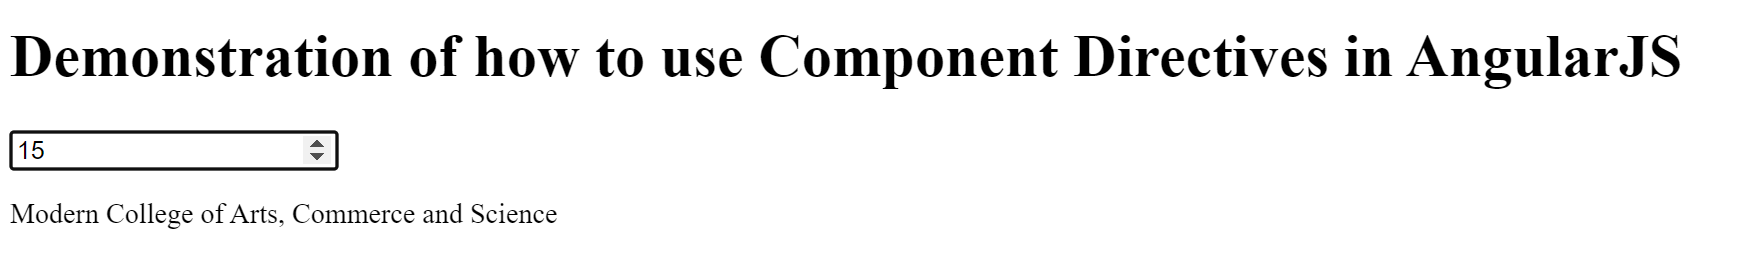 Demonstration of how to use Component Directives in AngularJS
15
Modern College of Arts, Commerce and Science